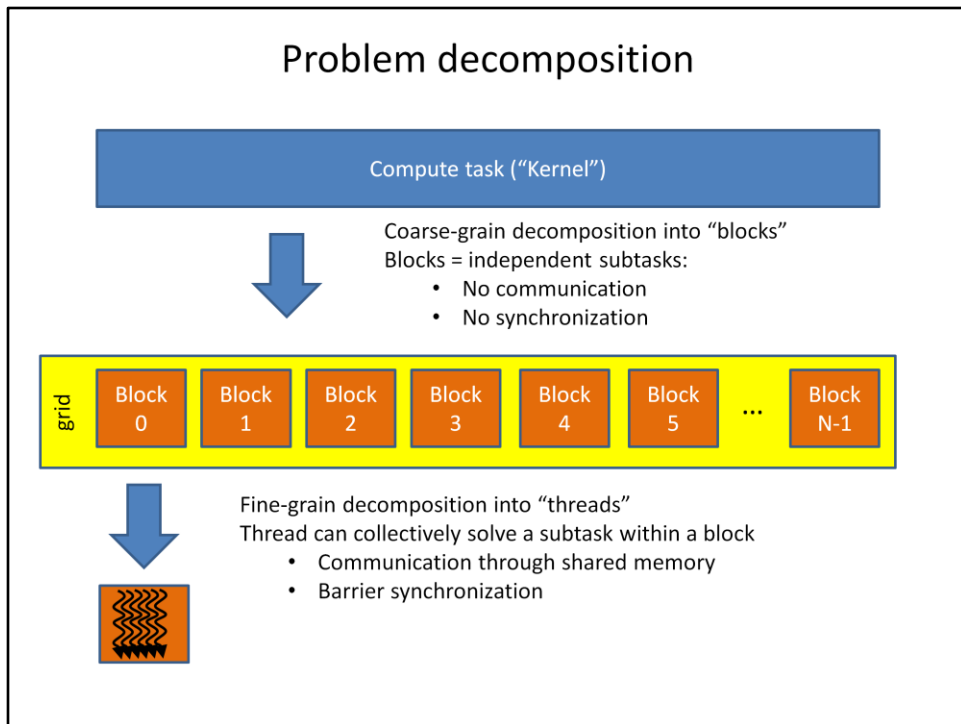 Problem decomposition
Compute task (“Kernel”)
Coarse-grain decomposition into “blocks”
Blocks = independent subtasks:
• No communication
• No synchronization
grid
Block
0
Block
1
Block
2
Block
3
Block
4
Block
5
...
Block
N-1
Fine-grain decomposition into “threads”
Thread can collectively solve a subtask within a block
• Communication through shared memory
• Barrier synchronization